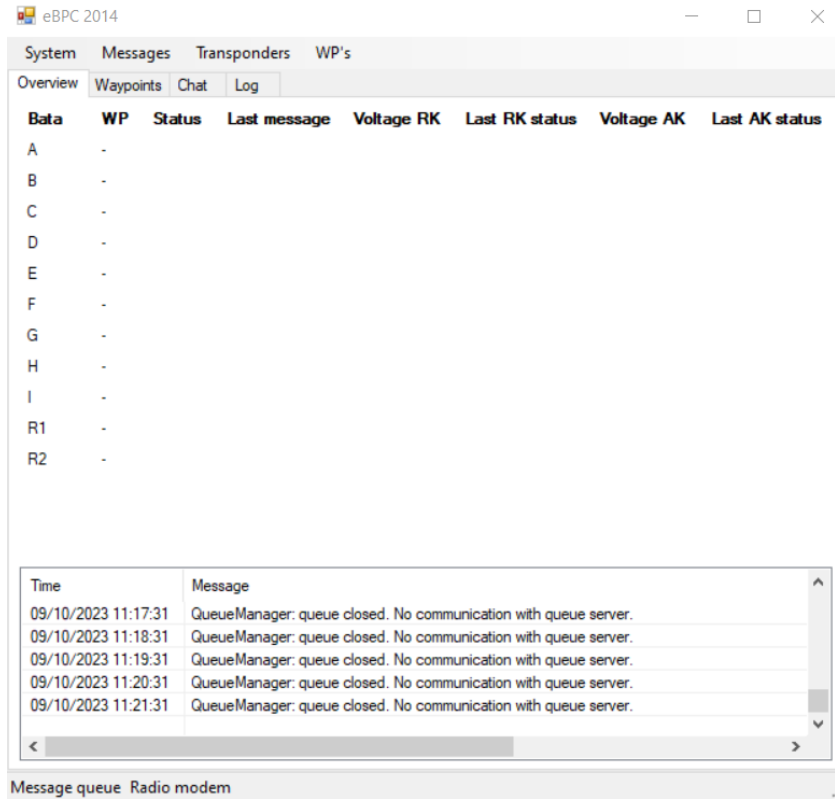 eBPC 2014
System Messages Transponders WP's
Overview Waypoints Chat Log
Bata WP Status Last message Voltage RK Last RK status Voltage AK Last AK status
A -
B -
C -
D -
E -
F -
G -
H -
I -
R1 -
R2 -
Time Message
09/10/2023 11:17:31 QueueManager: queue closed. No communication with queue server.
09/10/2023 11:18:31 QueueManager: queue closed. No communication with queue server.
09/10/2023 11:19:31 QueueManager: queue closed. No communication with queue server.
09/10/2023 11:20:31 QueueManager: queue closed. No communication with queue server.
09/10/2023 11:21:31 QueueManager: queue closed. No communication with queue server.
Message queue Radio modem